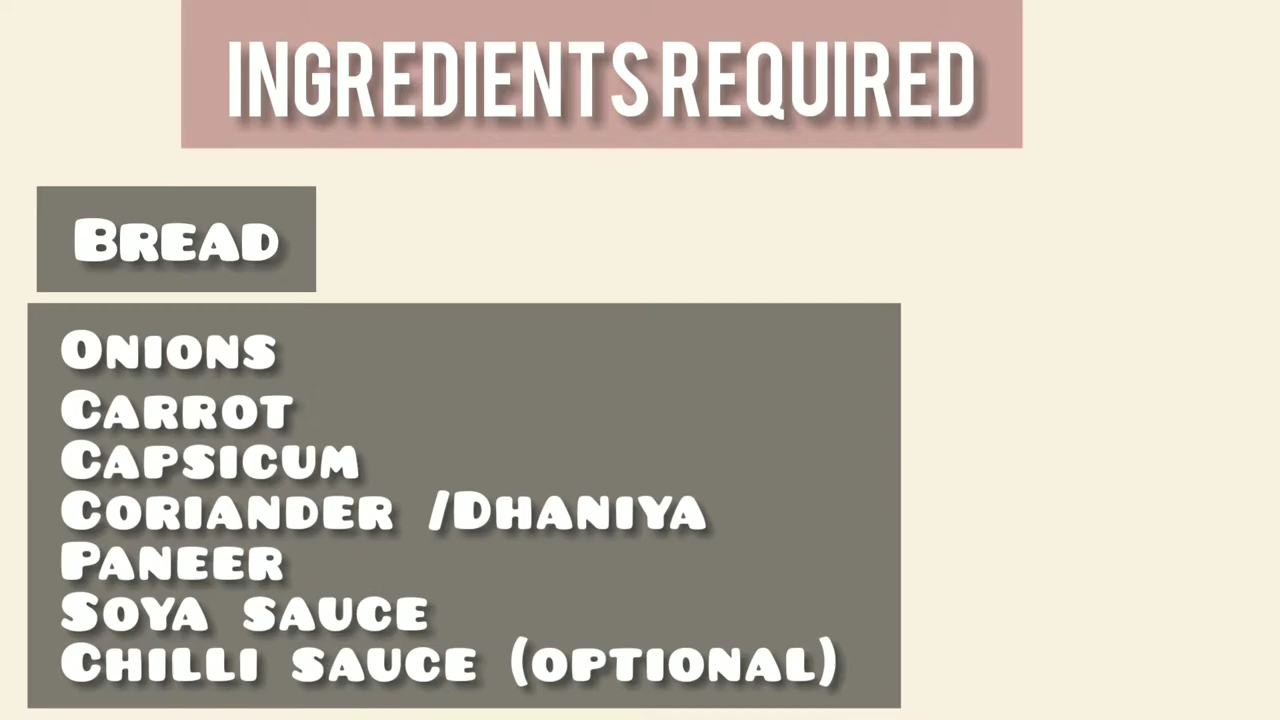 INGREDIENTS REQUIRED
BREAD
ONIONS
CARROT
CAPSICUM
CORIANDER /DHANIYA
PANEER
SOYA SAUCE
CHILLI SAUCE (OPTIONAL)